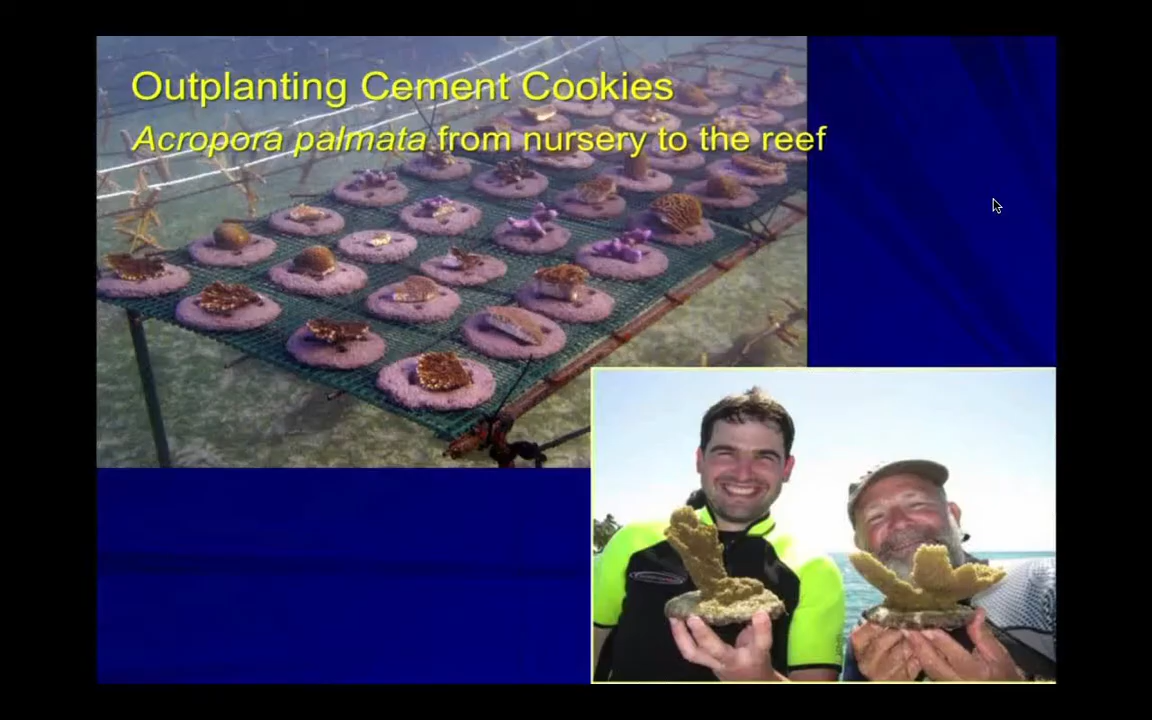 Outplanting Cement Cookies
Acropora palmata from nursery to the reef